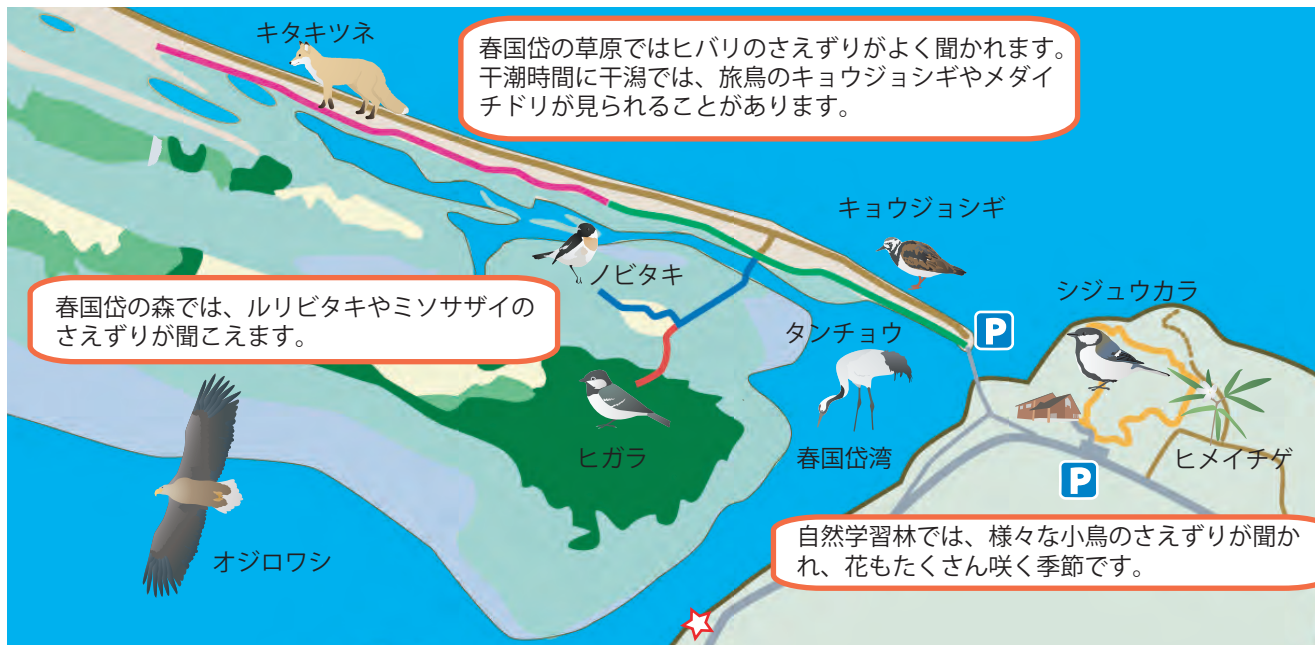 キタキツネ
春国岱の草原ではヒバリのさえずりがよく聞かれます。
干潮時間に干潟では、旅鳥のキョウジョシギやメダイ
チドリが見られることがあります。
キョウジョシギ
ノビタキ
シジュウカラ
春国岱の森では、ルリビタキやミソサザイの
さえずりが聞こえます。
P
タンチョウ
ヒガラ
春国岱湾
ヒメイチゲ
P
オジロワシ
自然学習林では、様々な小鳥のさえずりが聞か
れ、花もたくさん咲く季節です。